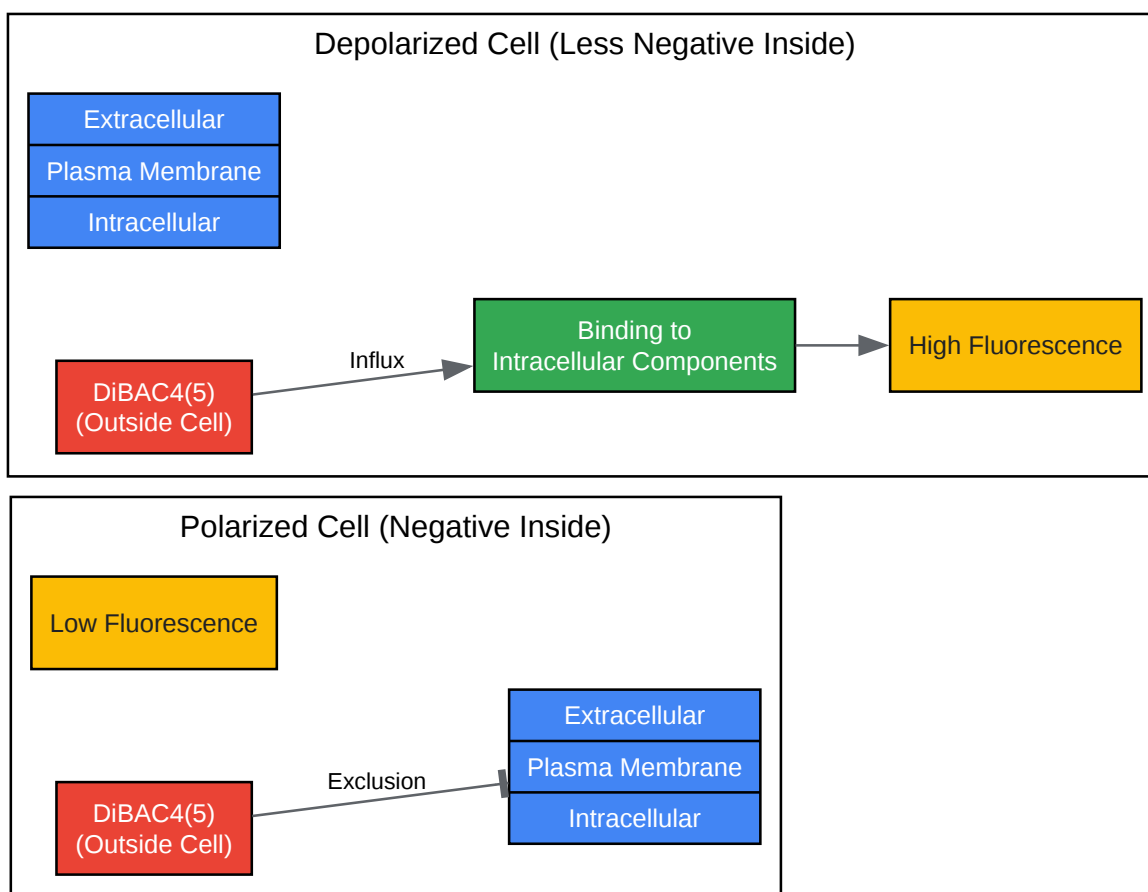 Depolarized Cell (Less Negative Inside)
Extracellular
Plasma Membrane
Intracellular
Binding to
Intracellular Components
High Fluorescence
Influx
DiBAC4(5)
(Outside Cell)
Polarized Cell (Negative Inside)
Low Fluorescence
Extracellular
Plasma Membrane
Intracellular
Exclusion
DiBAC4(5)
(Outside Cell)